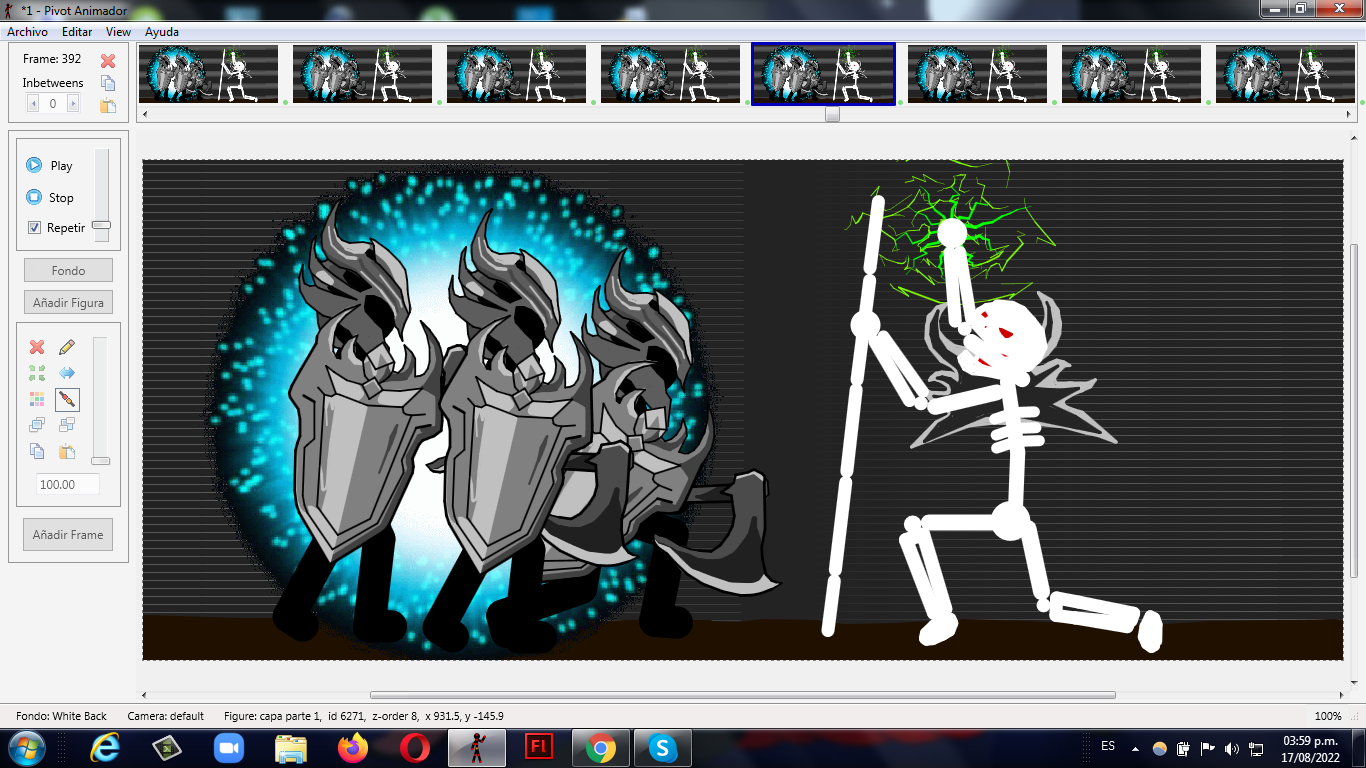 *1 - Pivot Animador
Archivo Editar View Ayuda
Frame: 392
Inbetweens
0
Play
Stop
Repetir
Fondo
Añadir Figura
100.00
Añadir Frame
Fondo: White Back Camera: default Figure: capa parte 1, id 6271, z-order 8, x 931.5, y -145.9 100%
Fl
S
ES
03:59 p.m.
17/08/2022